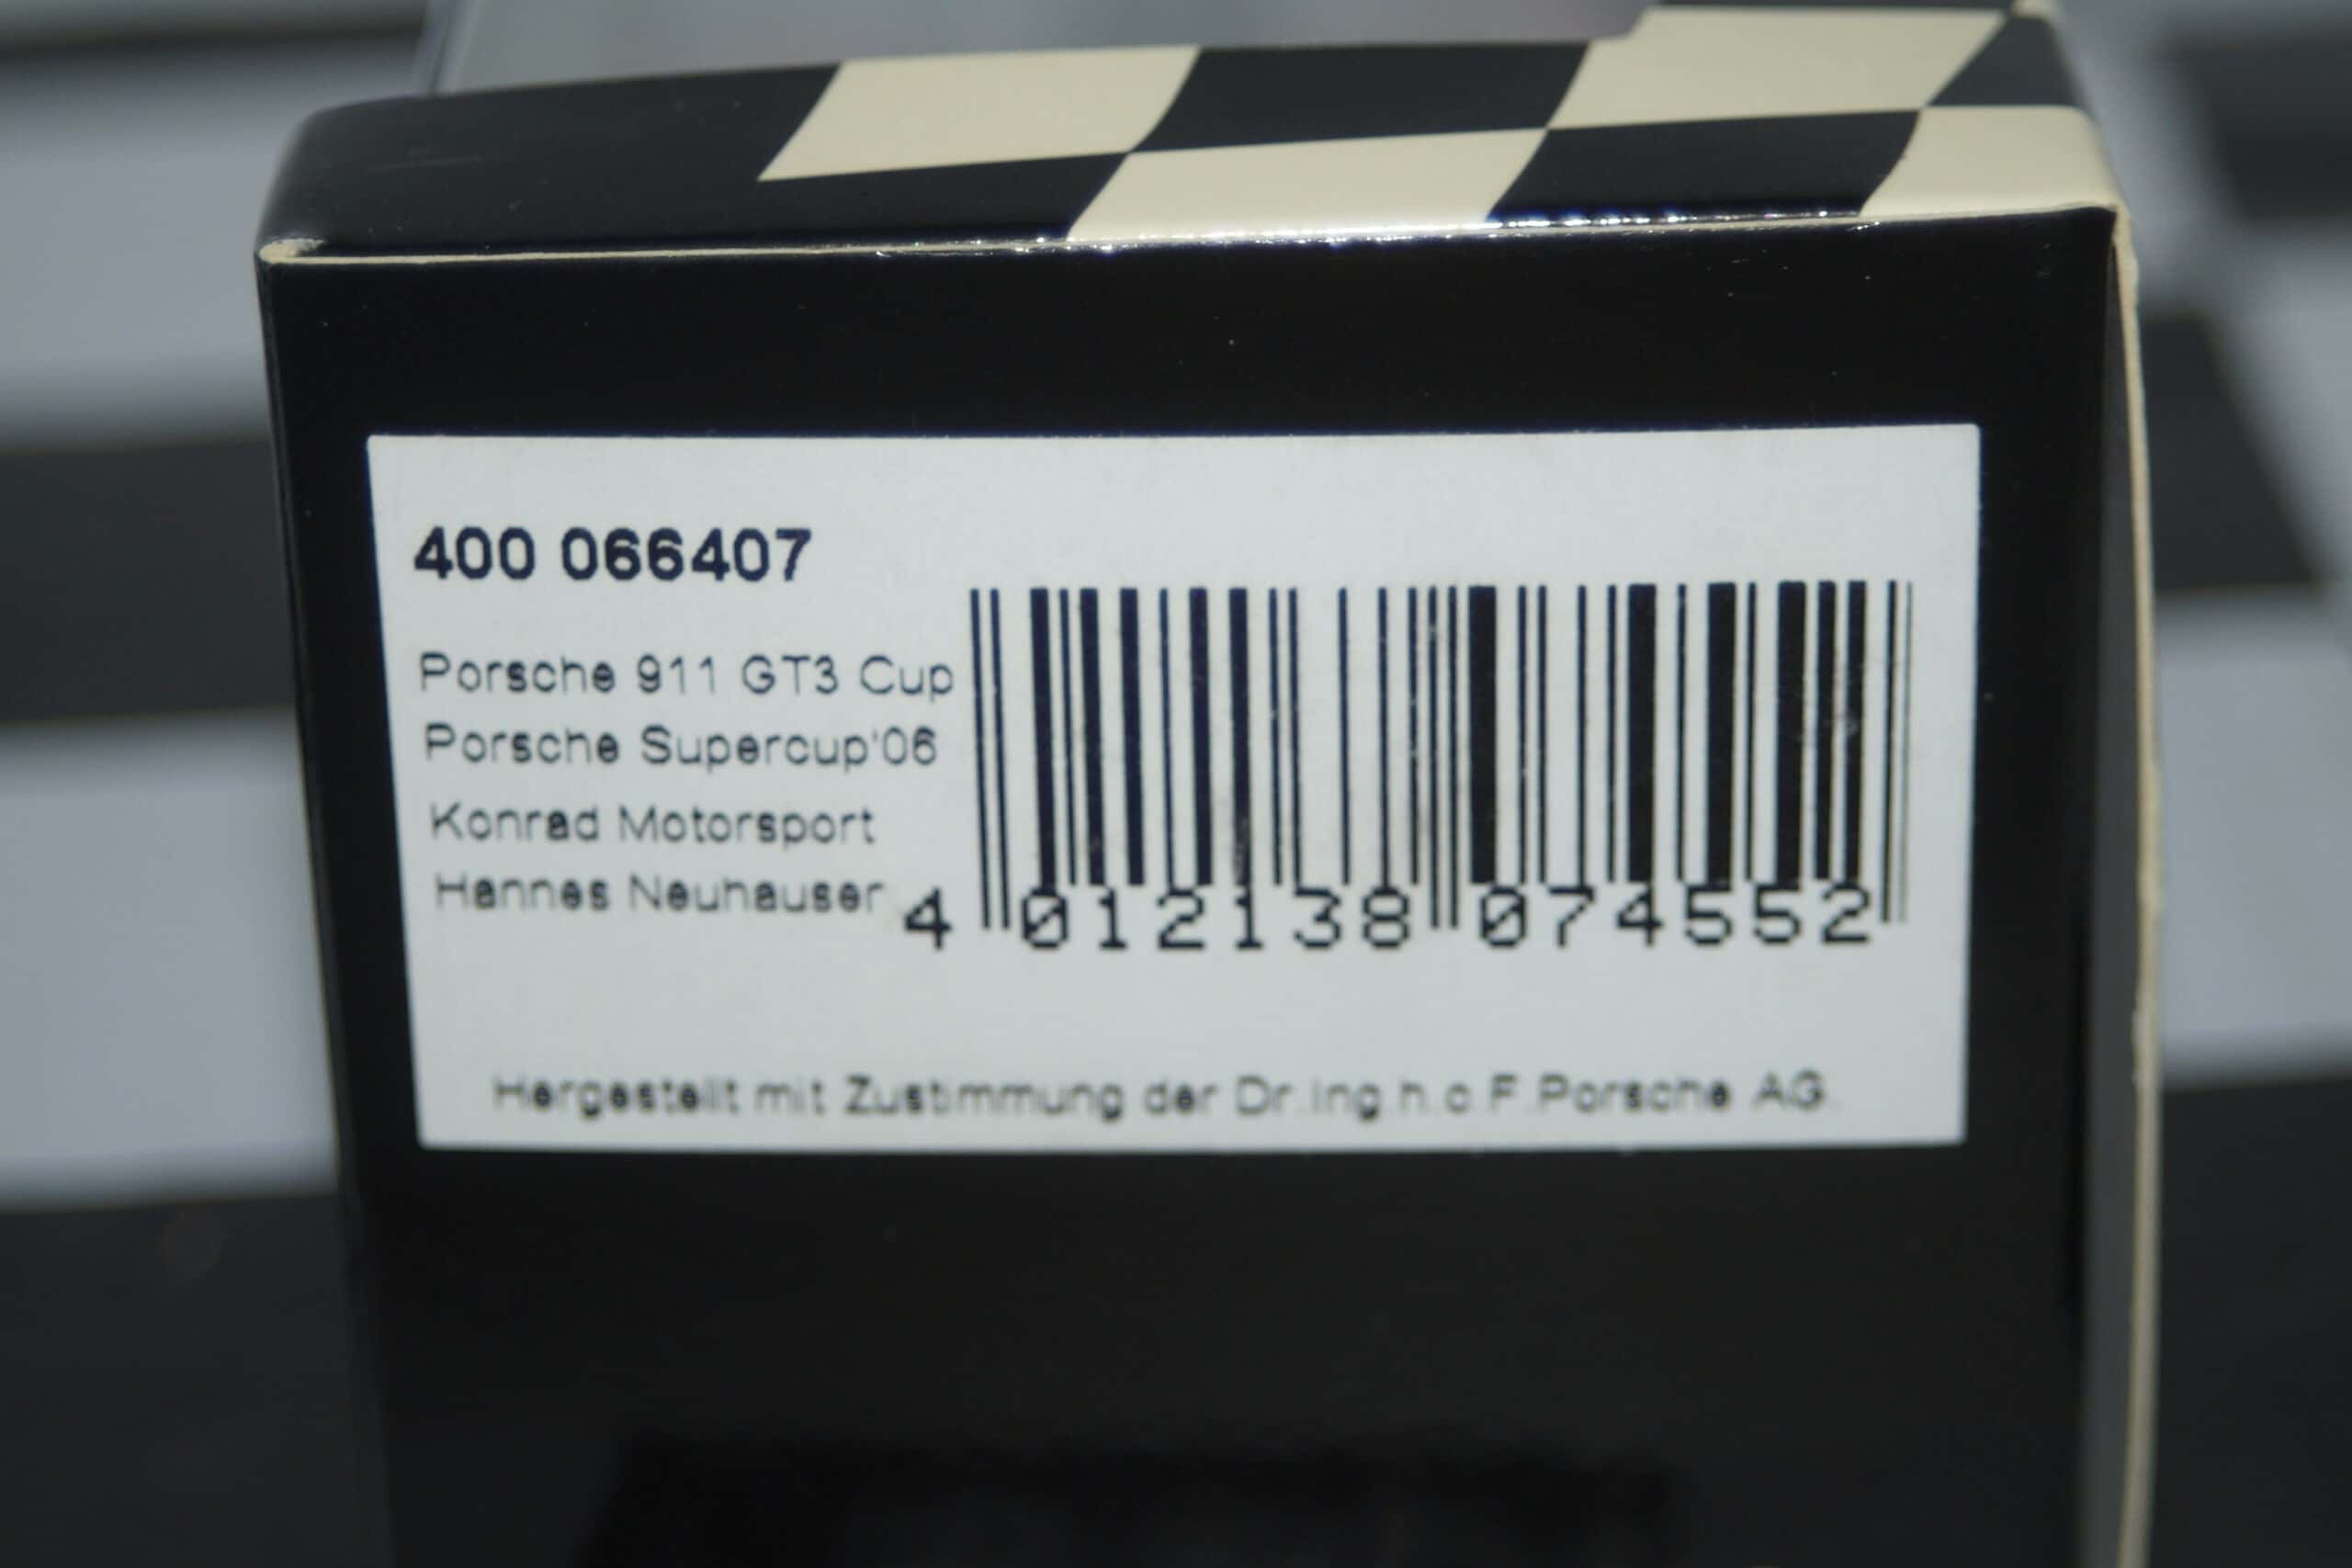 400 066407
Porsche 911 GT3 Cup
Porsche Supercup'06
Konrad Motorsport
Hannes Neuhauser
4 012138 074552
Hergestellt mit Zustimmung der Dr.Ing.h.c.F.Porsche AG.